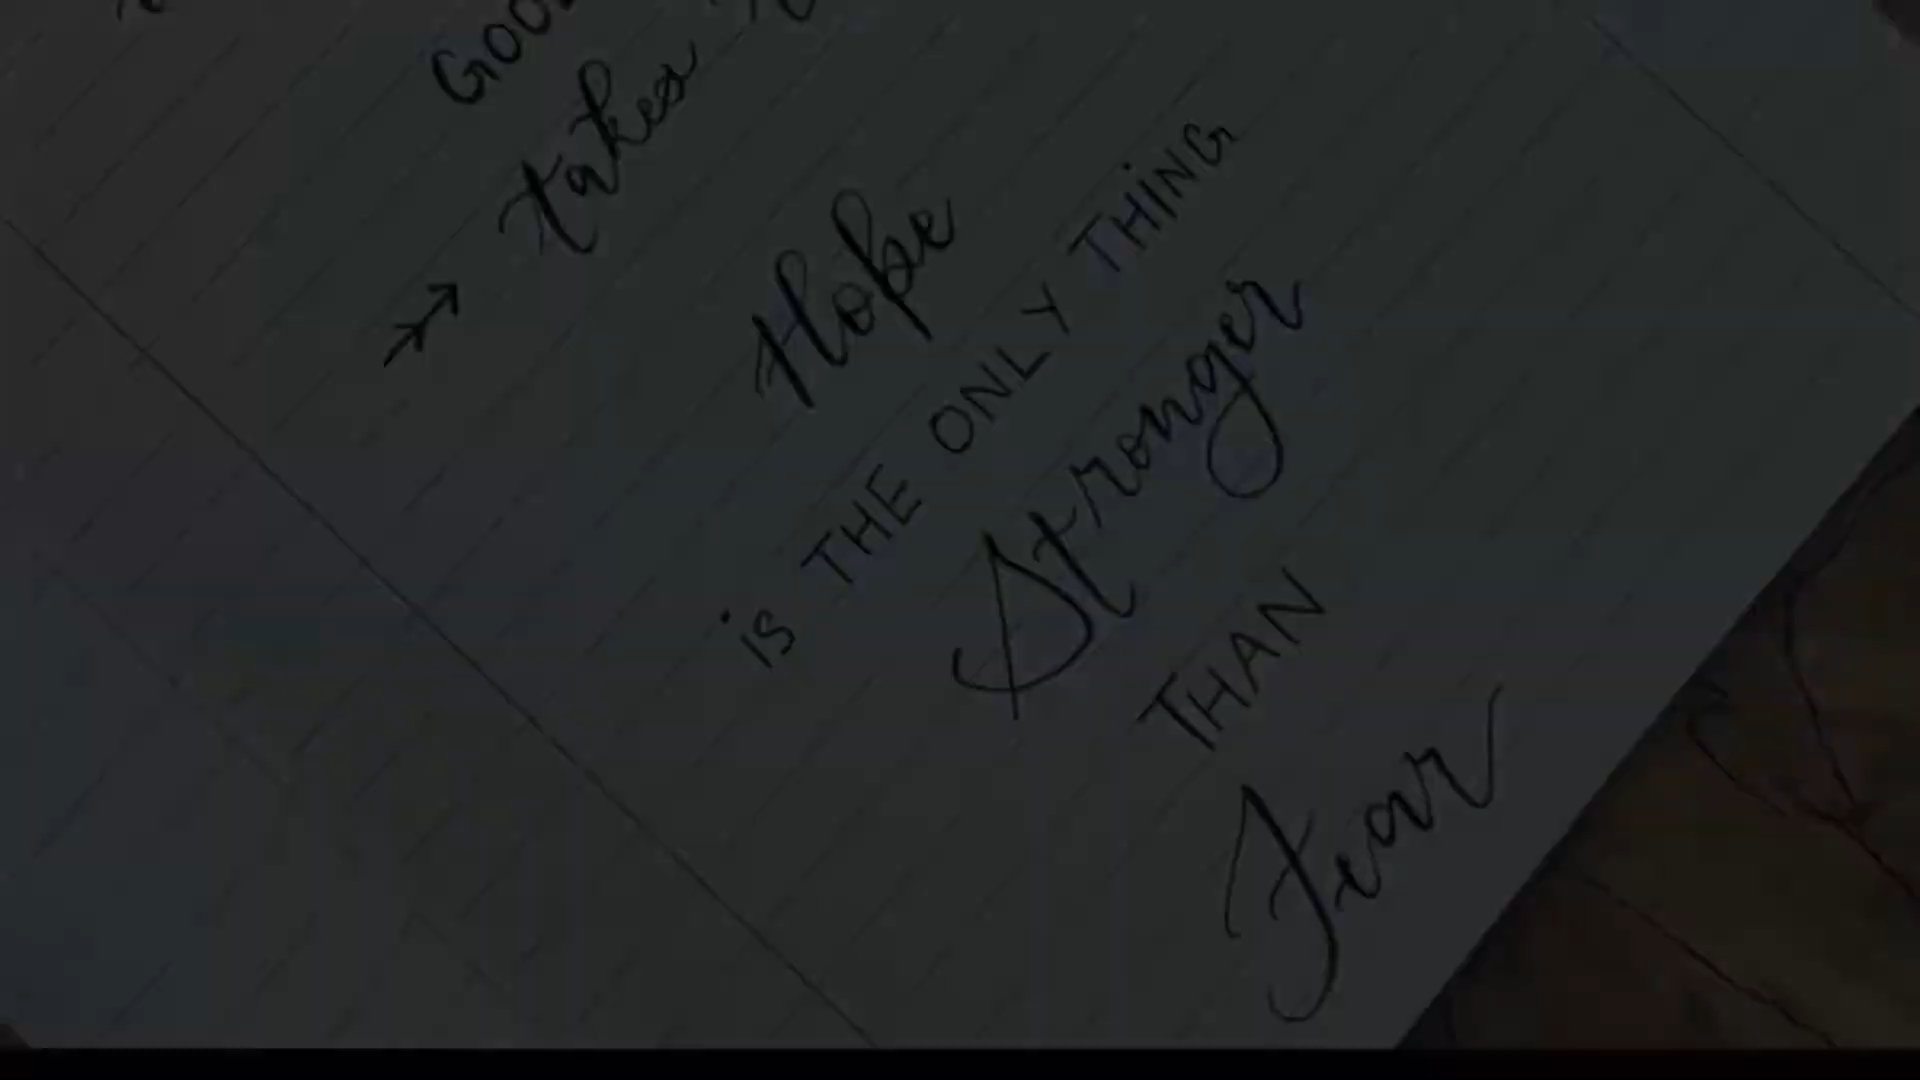 takes
Hope
is THE ONLY THING
Stronger
THAN
Fear